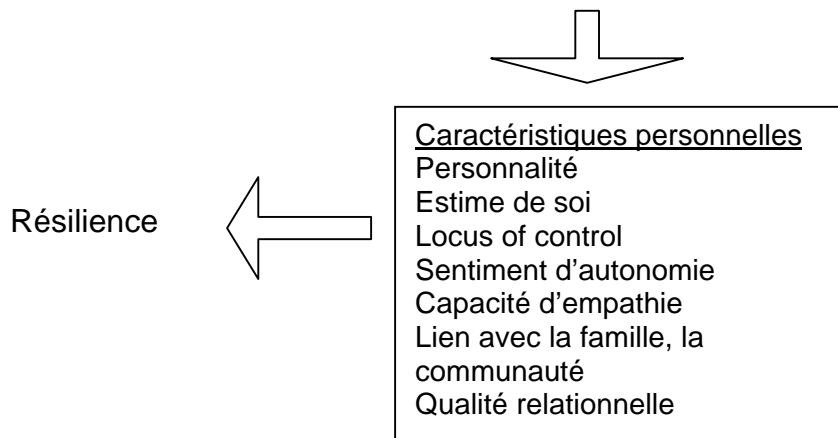 Caractéristiques personnelles
Personnalité
Estime de soi
Résilience
Locus of control
Sentiment d’autonomie
Capacité d’empathie
Lien avec la famille, la
communauté
Qualité relationnelle